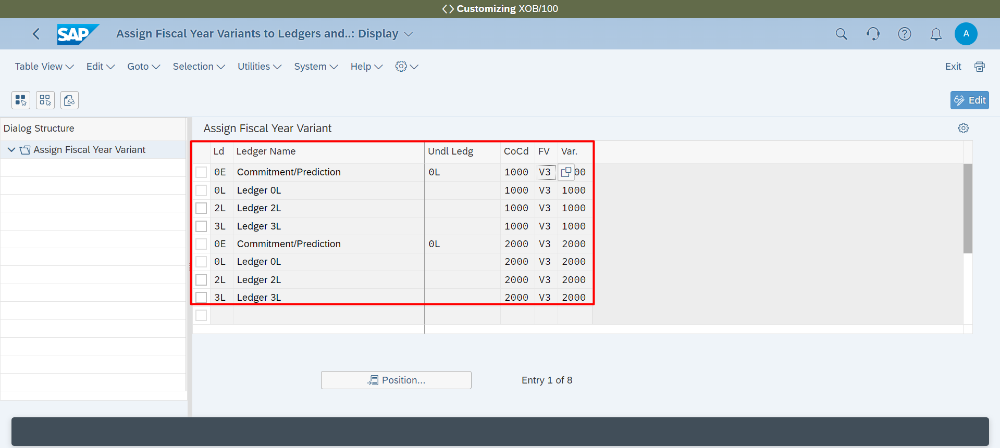 Customizing XOB/100
SAP Assign Fiscal Year Variants to Ledgers and..: Display A
Table View Edit Goto Selection Utilities System Help Exit
Edit
Dialog Structure
Assign Fiscal Year Variant
Assign Fiscal Year Variant
Ld Ledger Name Undl Ledg CoCd FV Var.
0E Commitment/Prediction 0L 1000 V3 00
0L Ledger 0L 1000 V3 1000
2L Ledger 2L 1000 V3 1000
3L Ledger 3L 1000 V3 1000
0E Commitment/Prediction 0L 2000 V3 2000
0L Ledger 0L 2000 V3 2000
2L Ledger 2L 2000 V3 2000
3L Ledger 3L 2000 V3 2000
Position... Entry 1 of 8